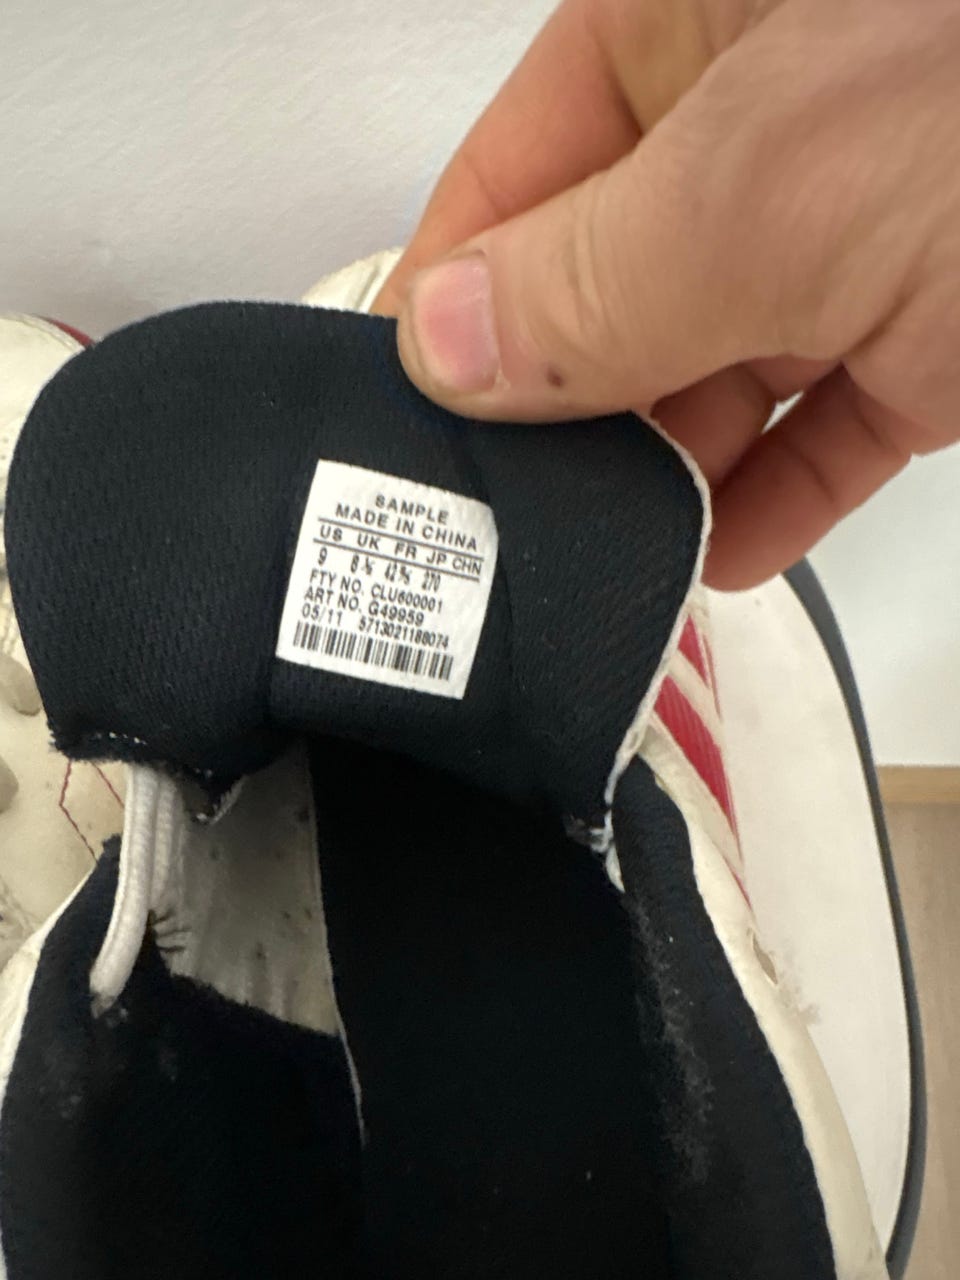 SAMPLE
MADE IN CHINA
US UK FR JP CHN
9 8½ 42⅔ 270
FTY NO. CLU600001
ART NO. G49959
05/11 5713021188074